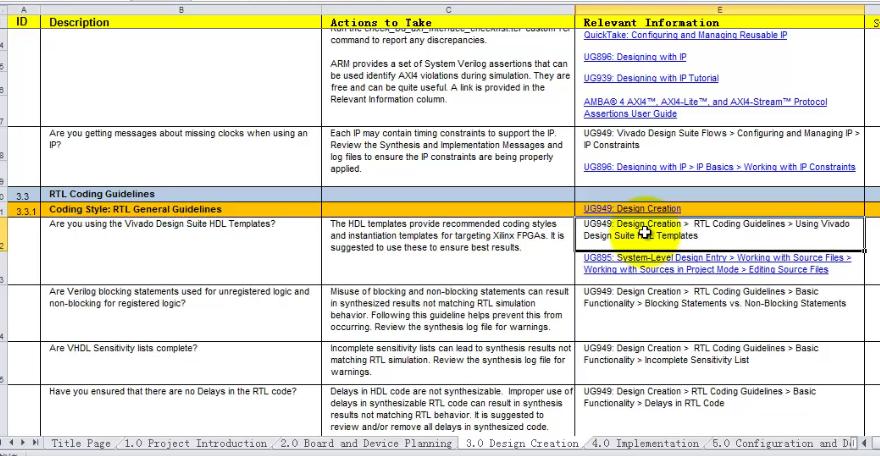 A B C E
ID Description Actions to Take Relevant Information
command to report any discrepancies.
ARM provides a set of System Verilog assertions that can
be used identify AXI4 violations during simulation. They are
free and can be quite useful. A link is provided in the
Relevant Information column.
QuickTake: Configuring and Managing Reusable IP
UG896: Designing with IP
UG939: Designing with IP Tutorial
AMBA® 4 AXI4™, AXI4-Lite™, and AXI4-Stream™ Protocol
Assertions User Guide
Are you getting messages about missing clocks when using an
IP?
Each IP may contain timing constraints to support the IP.
Review the Synthesis and Implementation Messages and
log files to ensure the IP constraints are being properly
applied.
UG949: Vivado Design Suite Flows > Configuring and Managing IP >
IP Constraints
UG896: Designing with IP > IP Basics > Working with IP Constraints
3.3 RTL Coding Guidelines
3.3.1 Coding Style: RTL General Guidelines UG949: Design Creation
Are you using the Vivado Design Suite HDL Templates?
The HDL templates provide recommended coding styles
and instantiation templates for targeting Xilinx FPGAs. It is
suggested to use these to ensure best results.
UG949: Design Creation > RTL Coding Guidelines > Using Vivado
Design Suite HDL Templates
UG895: System-Level Design Entry > Working with Source Files >
Working with Sources in Project Mode > Editing Source Files
Are Verilog blocking statements used for unregistered logic and
non-blocking for registered logic?
Misuse of blocking and non-blocking statements can result
in synthesized results not matching RTL simulation
behavior. Following this guideline helps prevent this from
occurring. Review the synthesis log file for warnings.
UG949: Design Creation > RTL Coding Guidelines > Basic
Functionality > Blocking Statements vs. Non-Blocking Statements
Are VHDL Sensitivity lists complete?
Incomplete sensitivity lists can lead to synthesis results not
matching RTL simulation. Review the synthesis log file for
warnings.
UG949: Design Creation > RTL Coding Guidelines > Basic
Functionality > Incomplete Sensitivity List
Have you ensured that there are no Delays in the RTL code?
Delays in HDL code are not synthesizable. Improper use of
delays in synthesizable RTL code can result in synthesis
results not matching RTL behavior. It is suggested to
review and/or remove all delays in synthesized code.
UG949: Design Creation > RTL Coding Guidelines > Basic
Functionality > Delays in RTL Code
Title Page 1.0 Project Introduction 2.0 Board and Device Planning 3.0 Design Creation 4.0 Implementation 5.0 Configuration and